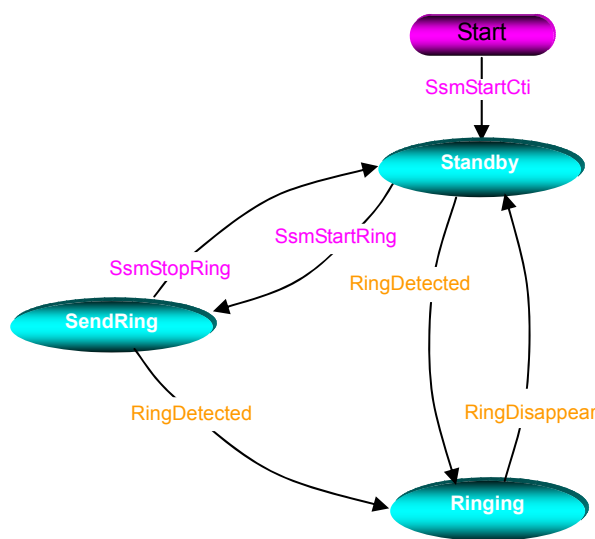 Start
SsmStartCti
Standby
SsmStartRing
SsmStopRing
RingDetected
SendRing
RingDetected
RingDisappear
Ringing